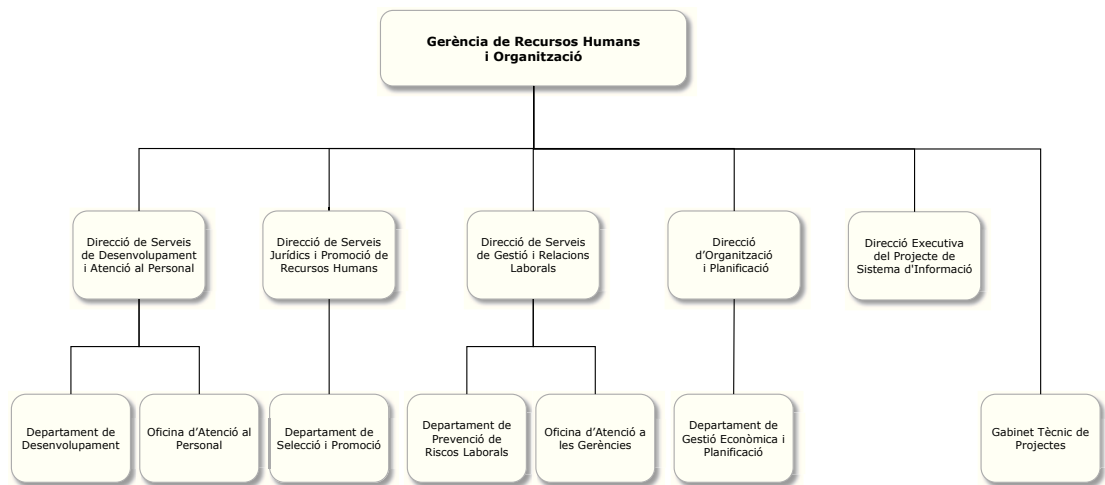 Gerència de Recursos Humans
i Organització
Direcció de Serveis
de Desenvolupament
i Atenció al Personal
Direcció de Serveis
Jurídics i Promoció de
Recursos Humans
Direcció de Serveis
de Gestió i Relacions
Laborals
Direcció
d’Organització
i Planificació
Direcció Executiva
del Projecte de
Sistema d'Informació
Departament de
Desenvolupament
Oficina d’Atenció al
Personal
Departament de
Selecció i Promoció
Departament de
Prevenció de
Riscos Laborals
Oficina d’Atenció a
les Gerències
Departament de
Gestió Econòmica i
Planificació
Gabinet Tècnic de
Projectes